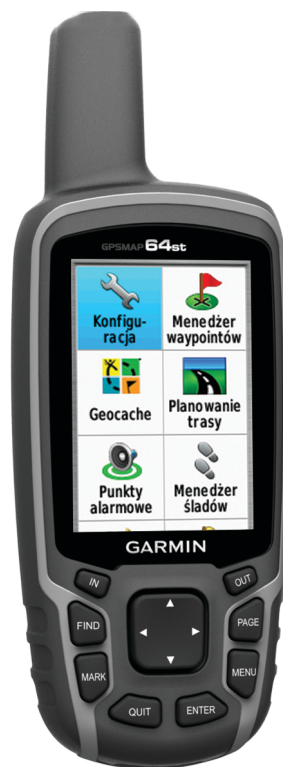 GPSMAP 64st
Konfigu-
racja
Menedżer
waypointów
Geocache
Planowanie
trasy
Punkty
alarmowe
Menedżer
śladów
GARMIN
IN
OUT
FIND
PAGE
MARK
MENU
QUIT
ENTER